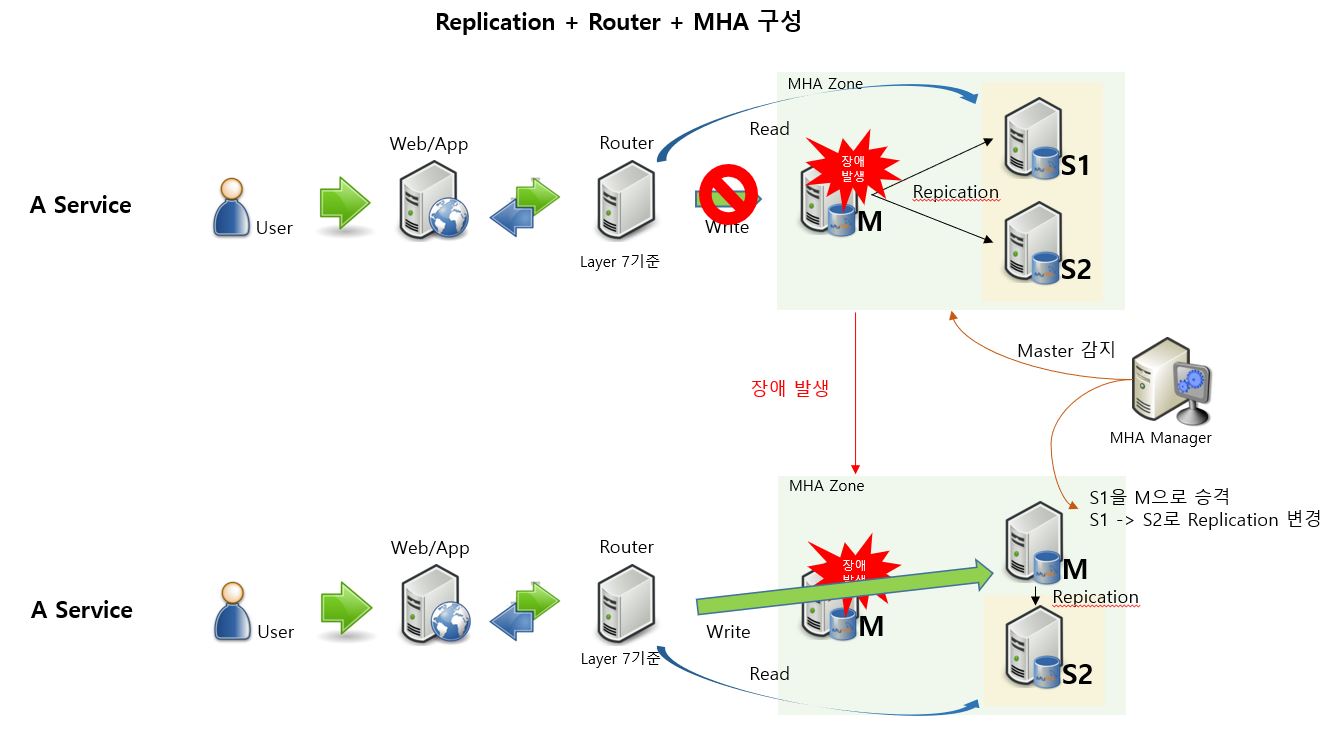 Replication + Router + MHA 구성
MHA Zone
Web/App
Router
Read
장애
발생
S1
A Service
User
Repication
M
Write
Layer 7기준
S2
Master 감지
장애 발생
MHA Manager
MHA Zone
S1을 M으로 승격
S1 -> S2로 Replication 변경
Web/App
Router
장애
발생
M
Repication
A Service
User
Write
M
Layer 7기준
Read
S2